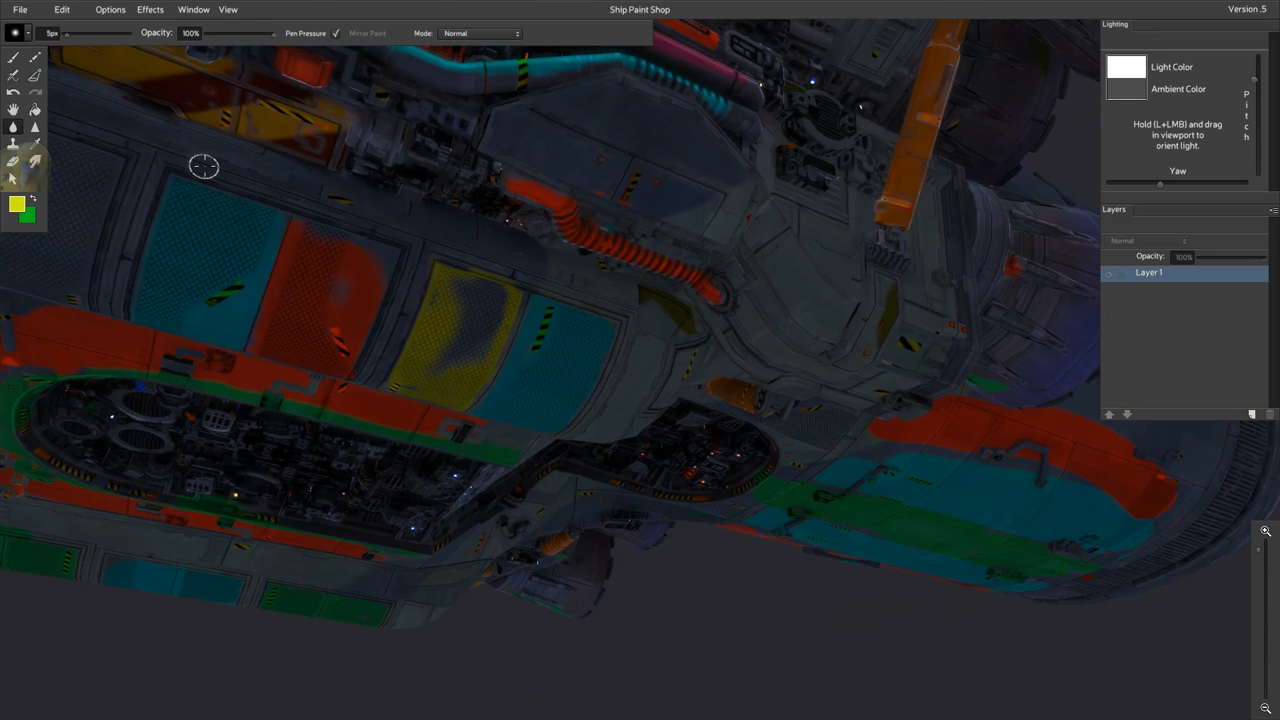 File Edit Options Effects Window View Ship Paint Shop Version .5
5px Opacity: 100% Pen Pressure Mirror Paint Mode: Normal
Lighting
Light Color
Ambient Color
Hold (L+LMB) and drag
in viewport to
orient light.
Pitch
Yaw
Layers
Normal
Opacity: 100%
Layer 1